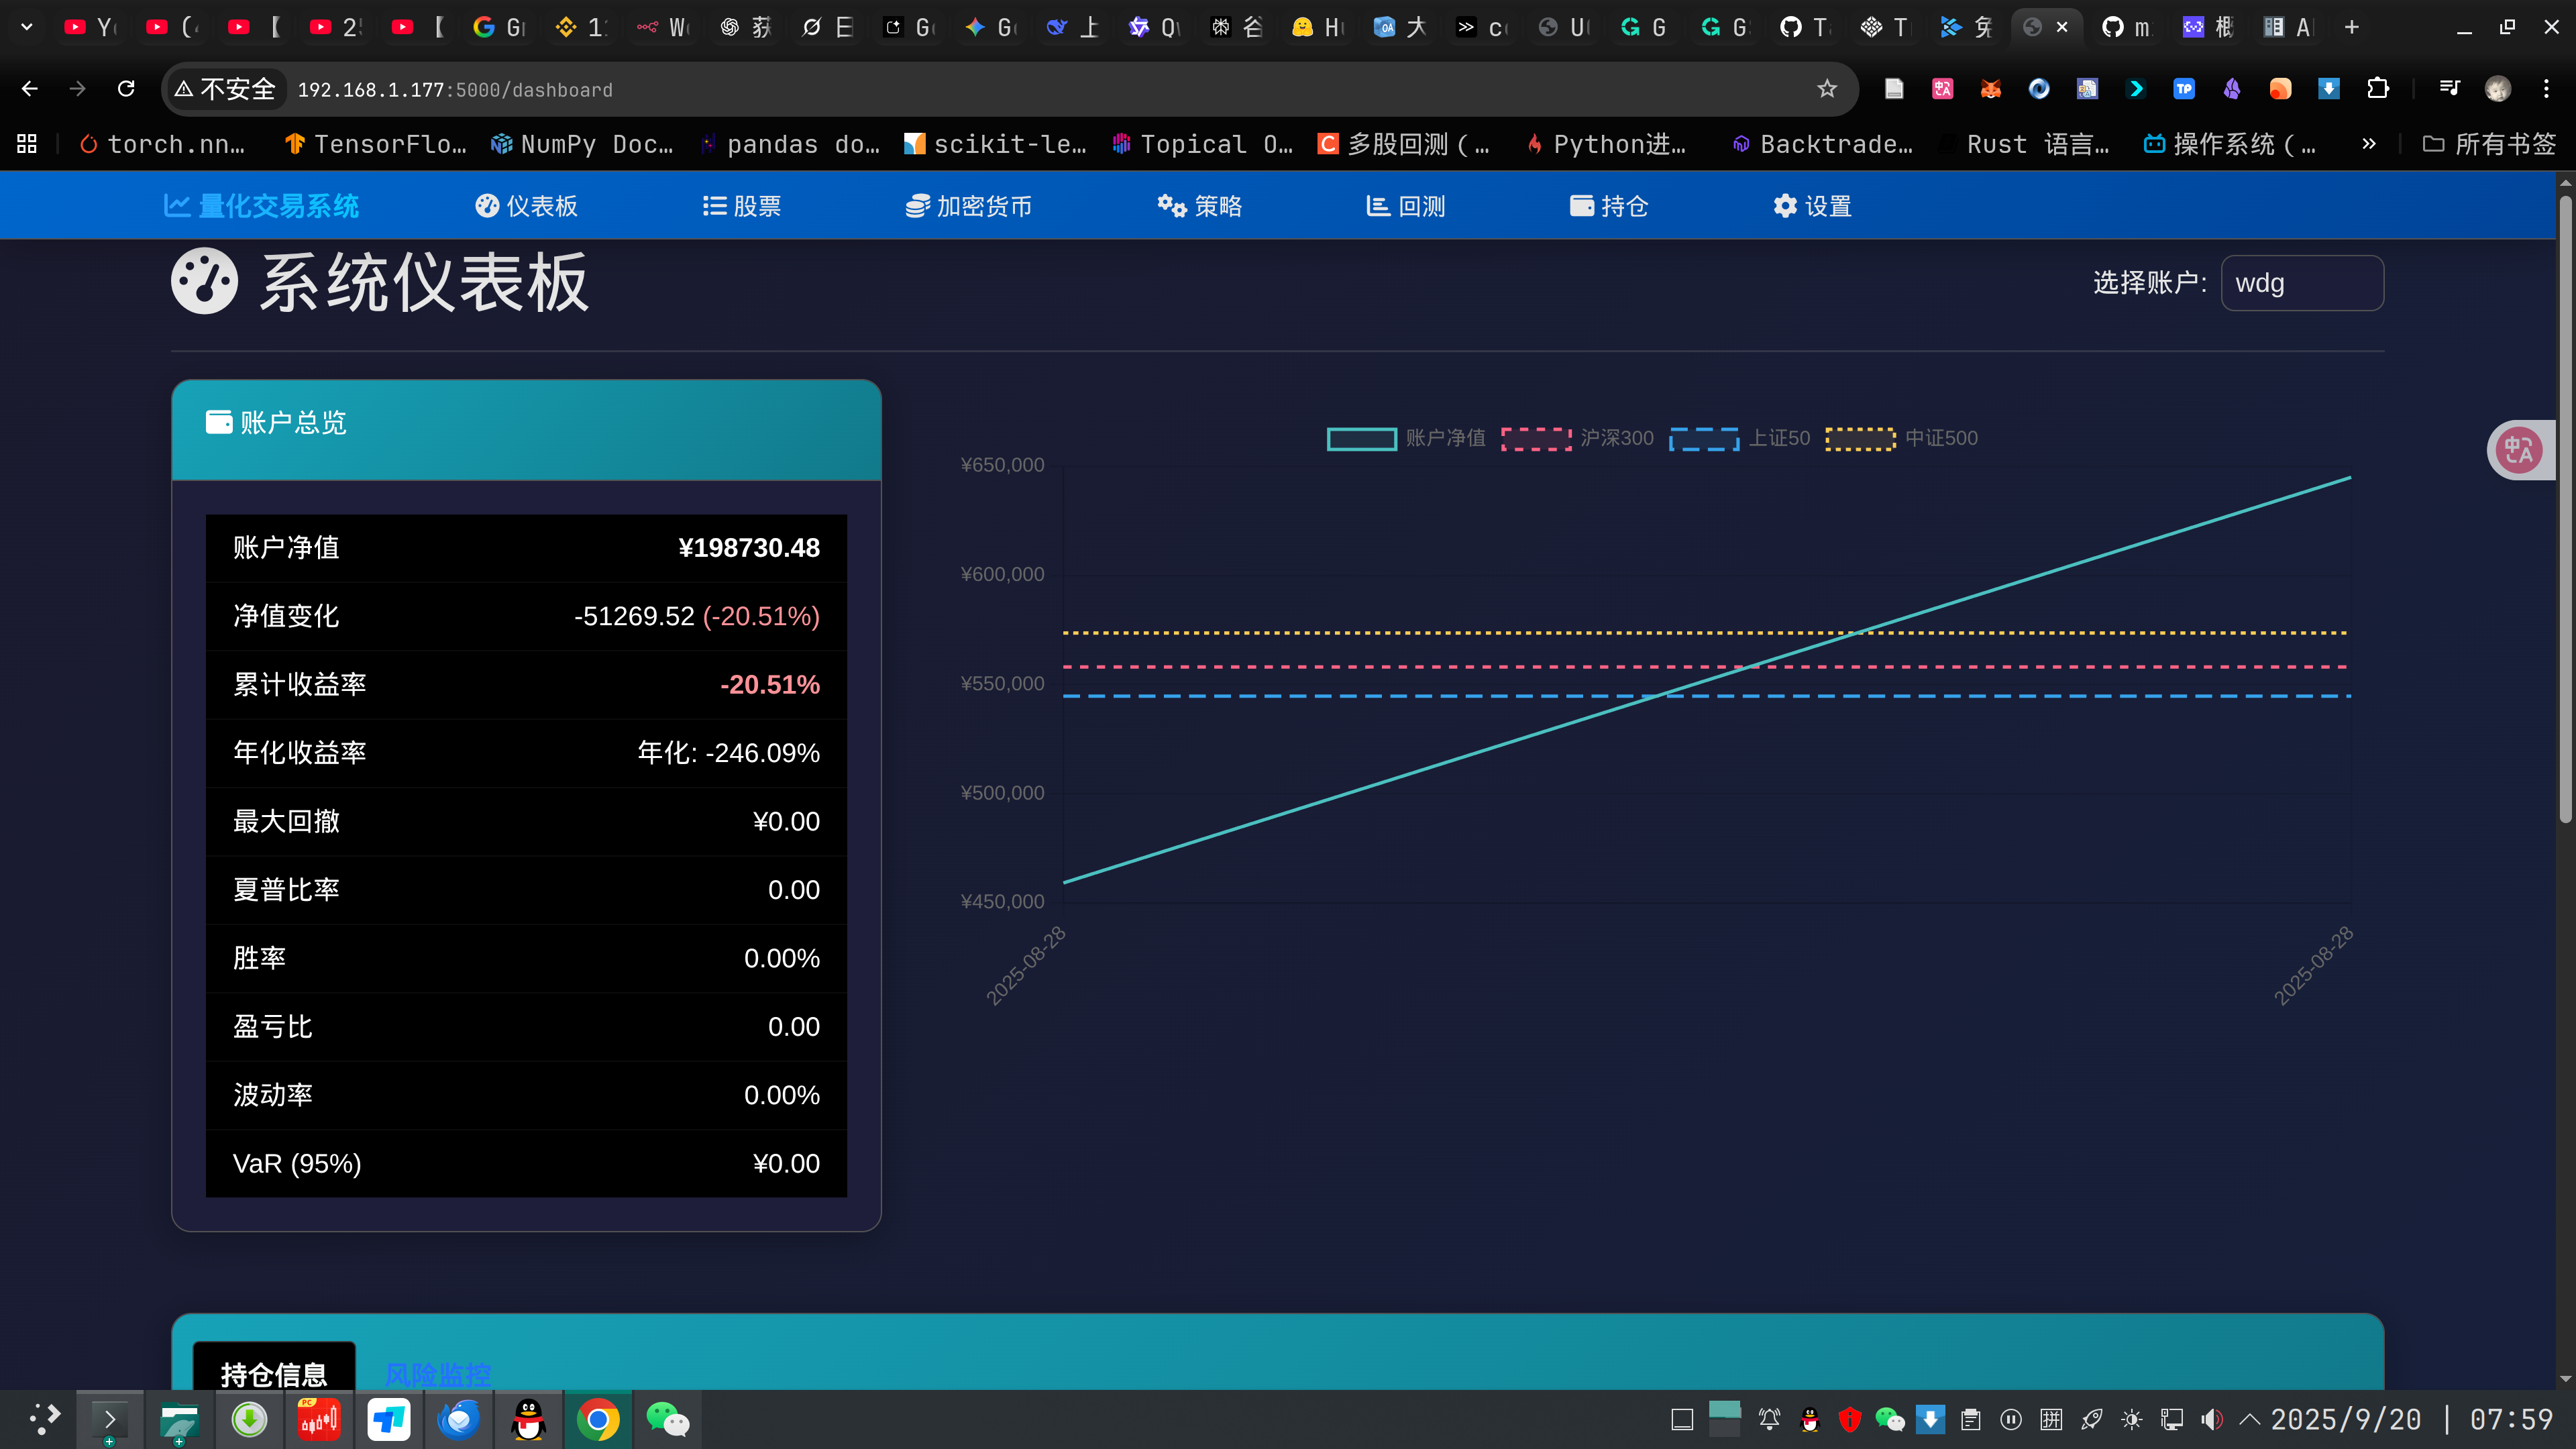 不安全 192.168.1.177:5000/dashboard
torch.nn… TensorFlo… NumPy Doc… pandas do… scikit-le… Topical O… 多股回测（… Python进… Backtrade… Rust 语言… 操作系统（… » 所有书签
量化交易系统 仪表板 股票 加密货币 策略 回测 持仓 设置
系统仪表板
选择账户: wdg
账户总览
账户净值 ¥198730.48
净值变化 -51269.52 (-20.51%)
累计收益率 -20.51%
年化收益率 年化: -246.09%
最大回撤 ¥0.00
夏普比率 0.00
胜率 0.00%
盈亏比 0.00
波动率 0.00%
VaR (95%) ¥0.00
账户净值 沪深300 上证50 中证500
¥650,000
¥600,000
¥550,000
¥500,000
¥450,000
2025-08-28 2025-08-28
持仓信息 风险监控
2025/9/20 | 07:59